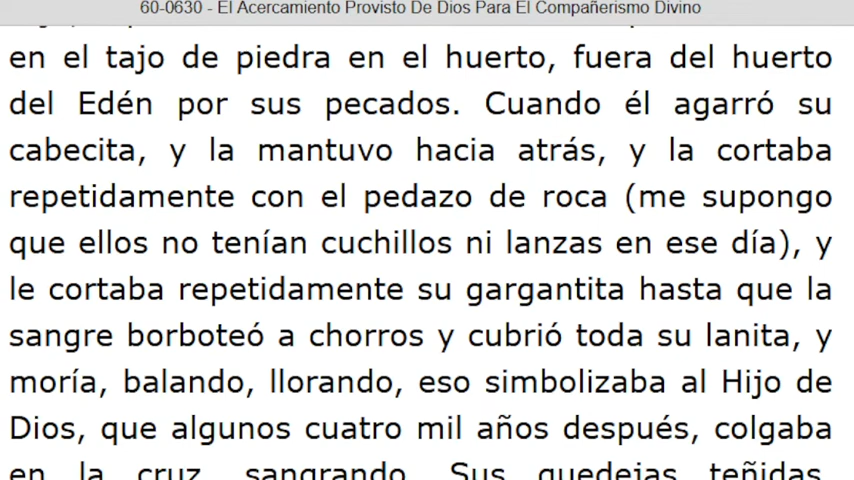 60-0630 - El Acercamiento Provisto De Dios Para El Compañerismo Divino
en el tajo de piedra en el huerto, fuera del huerto
del Edén por sus pecados. Cuando él agarró su
cabecita, y la mantuvo hacia atrás, y la cortaba
repetidamente con el pedazo de roca (me supongo
que ellos no tenían cuchillos ni lanzas en ese día), y
le cortaba repetidamente su gargantita hasta que la
sangre borboteó a chorros y cubrió toda su lanita, y
moría, balando, llorando, eso simbolizaba al Hijo de
Dios, que algunos cuatro mil años después, colgaba
en la cruz, sangrando. Sus guedejas teñidas,